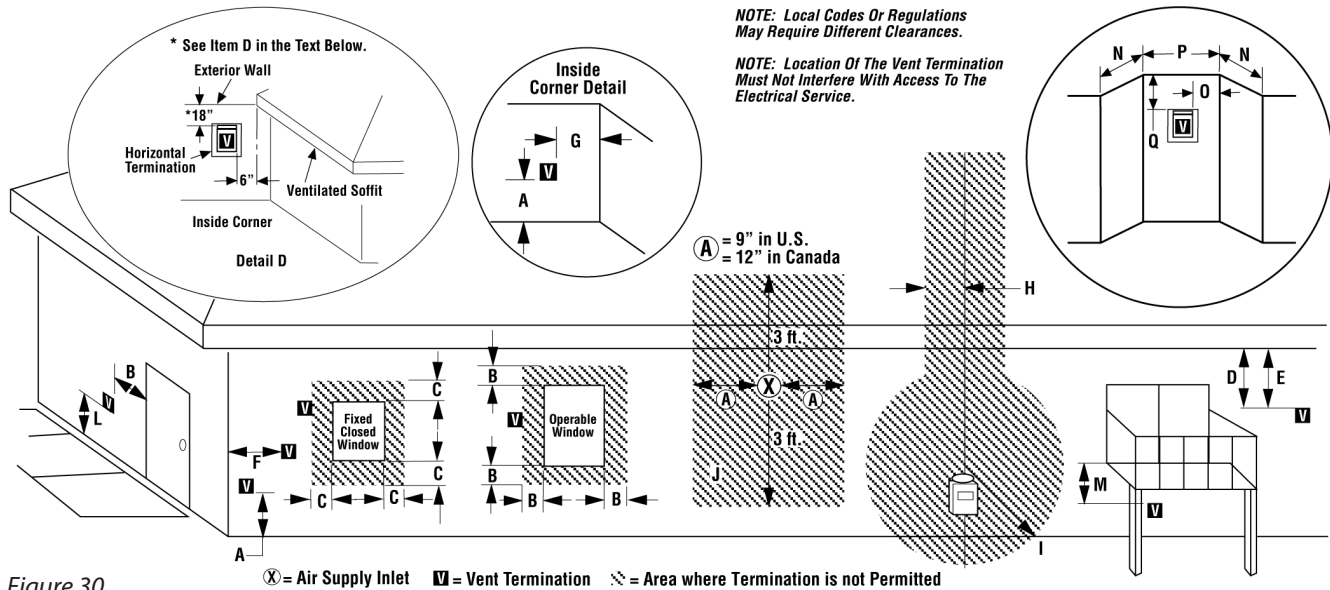 NOTE: Local Codes Or Regulations
May Require Different Clearances.
NOTE: Location Of The Vent Termination
Must Not Interfere With Access To The
Electrical Service.
* See Item D in the Text Below.
Exterior Wall
*18"
V
Horizontal
Termination
6"
Ventilated Soffit
Inside Corner
Detail D
Inside
Corner Detail
G
V
A
N
P
N
O
V
Q
A = 9" in U.S.
= 12" in Canada
H
3 ft.
X
A
A
3 ft.
J
I
B
V
L
F
V
V
A
C
V
Fixed
Closed
Window
C
C
C
B
V
Operable
Window
B
B
B
D
E
V
M
V
X = Air Supply Inlet
V = Vent Termination
= Area where Termination is not Permitted
Figure 30